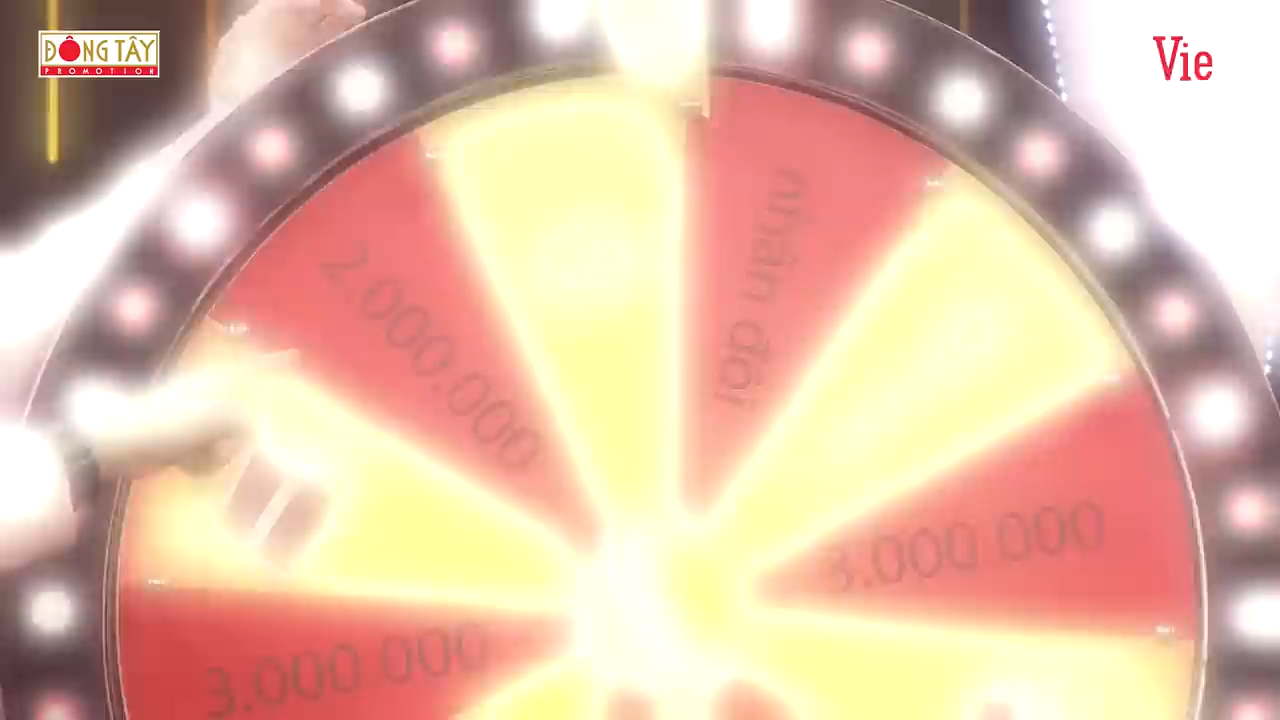 ĐÔNG TÂY
PROMOTION
Vie
nhân đôi
2.000.000
3.000 000
3.000 000